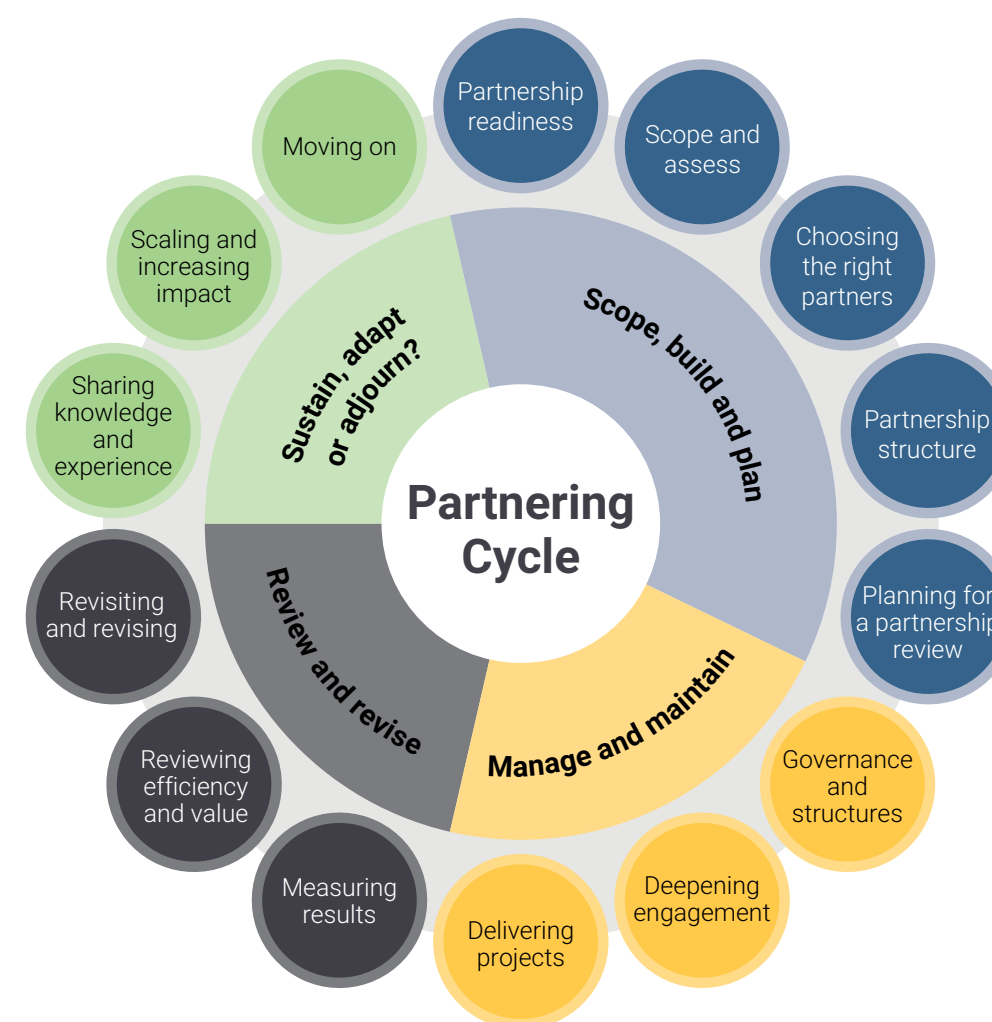 Partnering
Cycle
Scope, build and plan
Manage and maintain
Review and revise
Sustain, adapt
or adjourn?
Partnership
readiness
Scope and
assess
Choosing
the right
partners
Partnership
structure
Planning for
a partnership
review
Governance
and
structures
Deepening
engagement
Delivering
projects
Measuring
results
Reviewing
efficiency
and value
Revisiting
and revising
Sharing
knowledge
and
experience
Scaling and
increasing
impact
Moving on